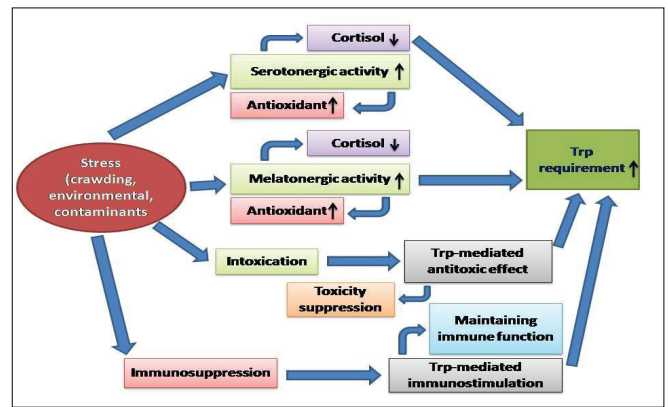 Cortisol ↓
Serotonergic activity ↑
Antioxidant ↑
Cortisol ↓
Stress
(crawding,
environmental,
contaminants
Melatonergic activity ↑
Antioxidant ↑
Trp
requirement ↑
Intoxication
Trp-mediated
antitoxic effect
Toxicity
suppression
Maintaining
immune function
Immunosuppression
Trp-mediated
immunostimulation